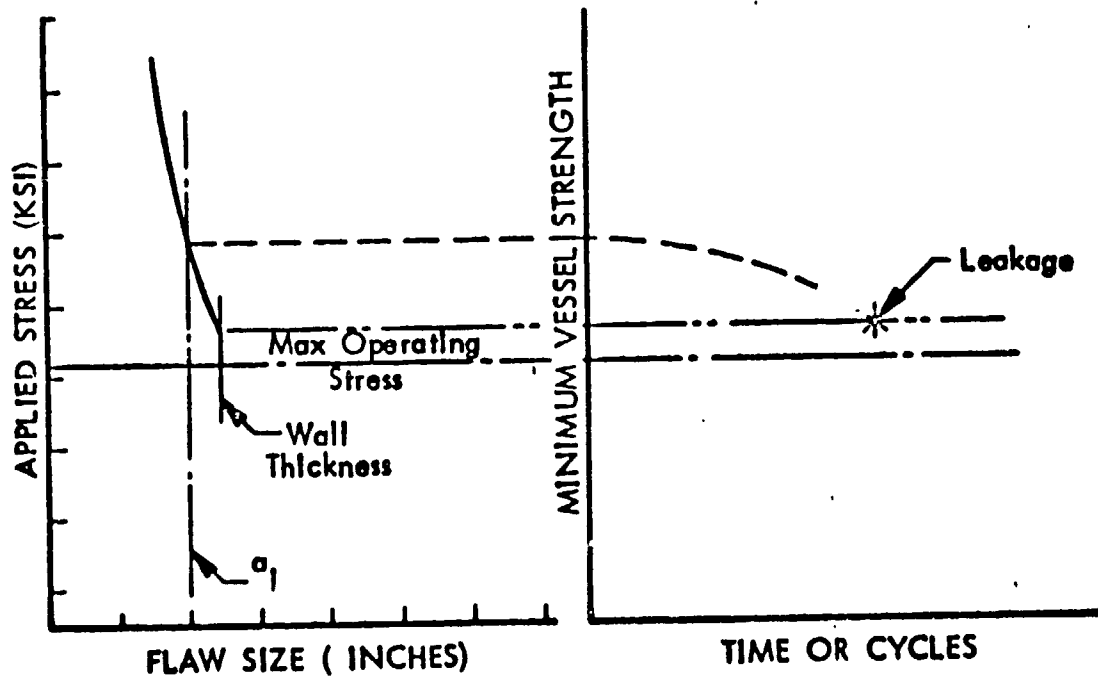 APPLIED STRESS (KSI)
Max Operating
Stress
Wall
Thickness
a₁
FLAW SIZE ( INCHES)
MINIMUM VESSEL STRENGTH
Leakage
TIME OR CYCLES